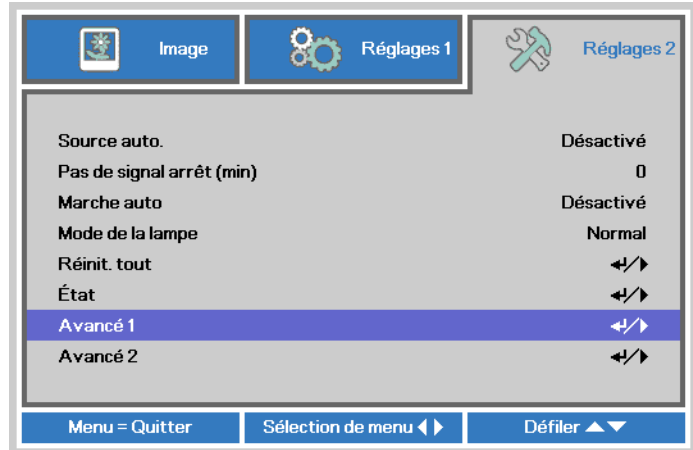 Image Réglages 1 Réglages 2
Source auto. Désactivé
Pas de signal arrêt (min) 0
Marche auto Désactivé
Mode de la lampe Normal
Réinit. tout
État
Avancé 1
Avancé 2
Menu = Quitter Sélection de menu Défiler